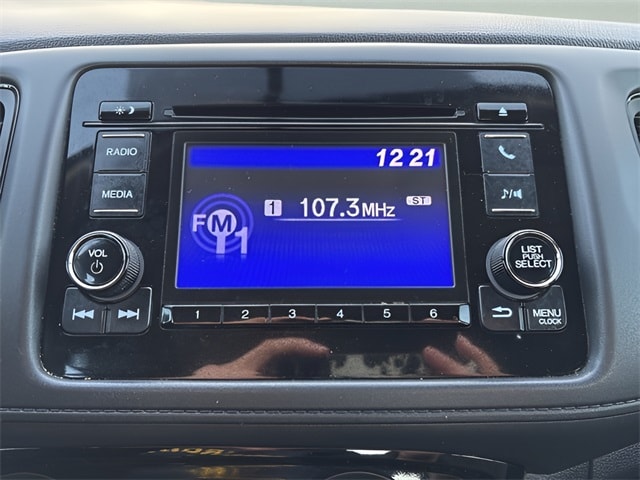 RADIO
MEDIA
12 21
1 107.3MHz ST
FM1
VOL
LIST
PUSH
SELECT
1 2 3 4 5 6
MENU
CLOCK